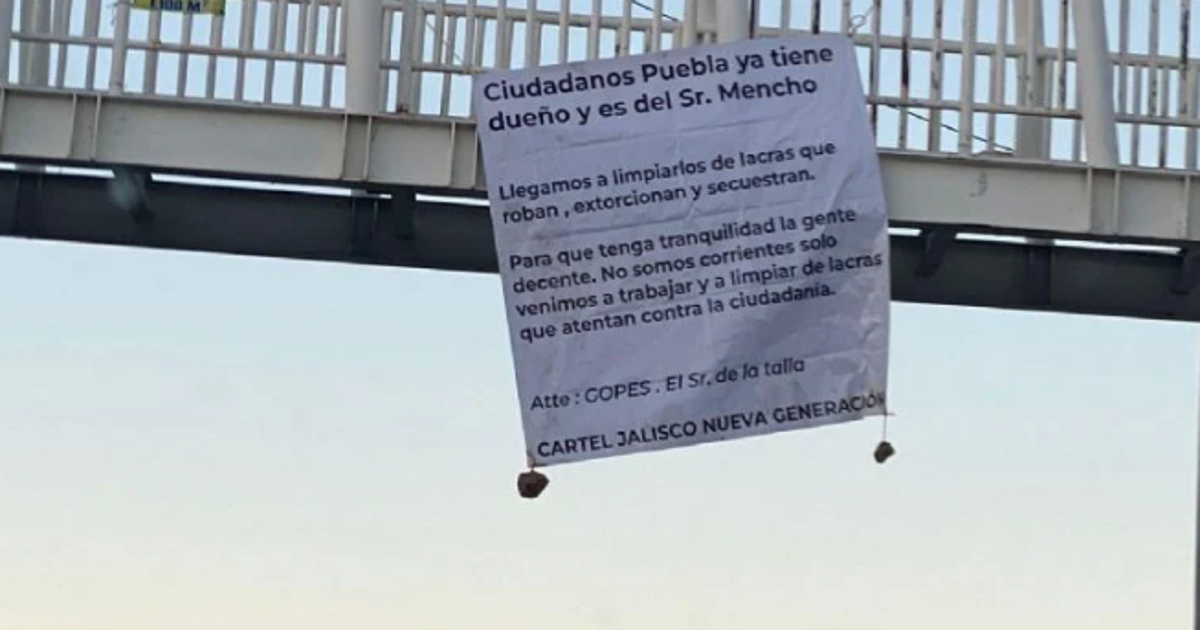 Ciudadanos Puebla ya tiene
dueño y es del Sr. Mencho
Llegamos a limpiarlos de lacras que
roban , extorcionan y secuestran.
Para que tenga tranquilidad la gente
decente. No somos corrientes solo
venimos a trabajar y a limpiar de lacras
que atentan contra la ciudadanía.
Atte : GOPES . El Sr. de la talla
CARTEL JALISCO NUEVA GENERACIÓN